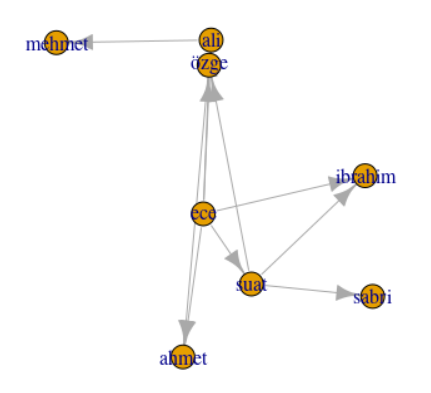 ali
mehmet
özge
ibrahim
ece
suat
sabri
ahmet